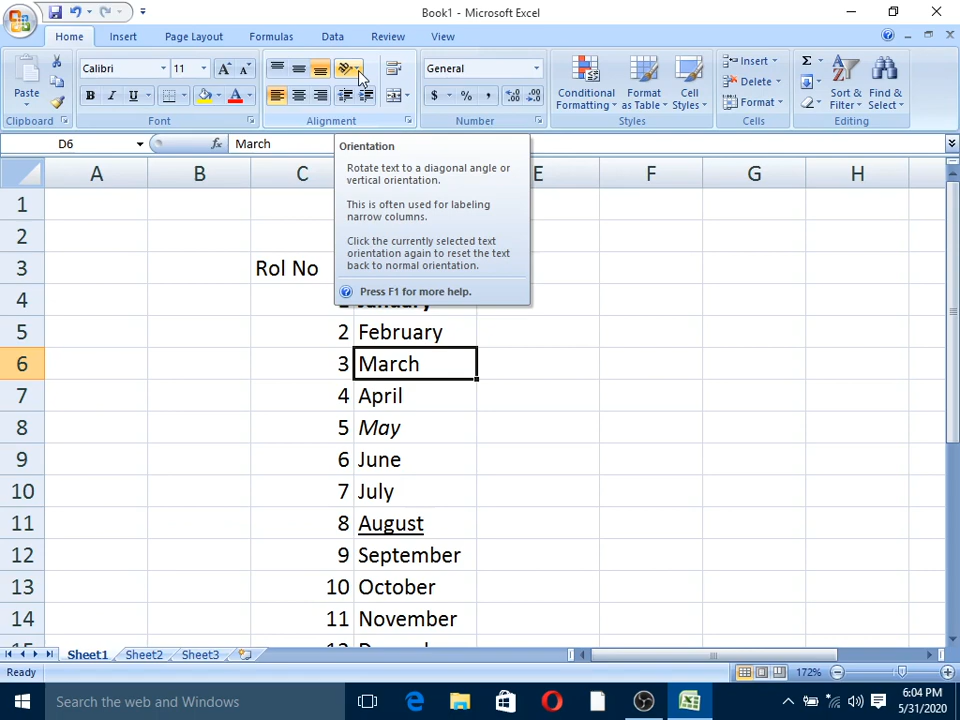 Book1 - Microsoft Excel
Home Insert Page Layout Formulas Data Review View
Paste
Calibri 11
General
Conditional Formatting
Format as Table
Cell Styles
Insert
Delete
Format
Sort & Filter
Find & Select
Clipboard Font Alignment Number Styles Cells Editing
D6 fx March
Orientation
Rotate text to a diagonal angle or
vertical orientation.
This is often used for labeling
narrow columns.
Click the currently selected text
orientation again to reset the text
back to normal orientation.
Press F1 for more help.
A B C E F G H
1
2
3 Rol No
4
5 2 February
6 3 March
7 4 April
8 5 May
9 6 June
10 7 July
11 8 August
12 9 September
13 10 October
14 11 November
Sheet1 Sheet2 Sheet3
Ready 172%
Search the web and Windows
6:04 PM
5/31/2020